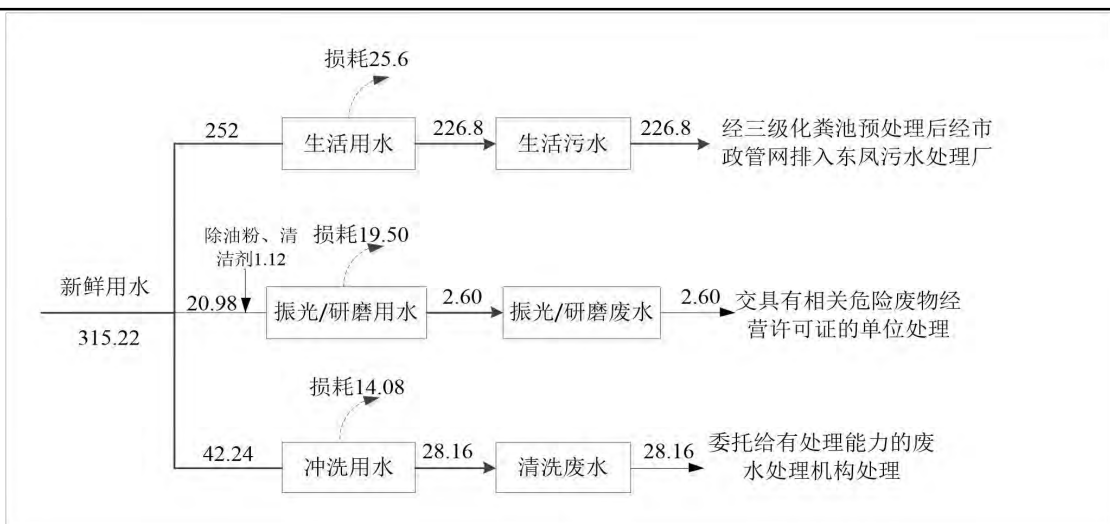 损耗25.6
252
生活用水
226.8
生活污水
226.8
经三级化粪池预处理后经市
政管网排入东凤污水处理厂
除油粉、清
洁剂1.12
损耗19.50
新鲜用水
315.22
20.98
振光/研磨用水
2.60
振光/研磨废水
2.60
交具有相关危险废物经
营许可证的单位处理
损耗14.08
42.24
冲洗用水
28.16
清洗废水
28.16
委托给有处理能力的废
水处理机构处理